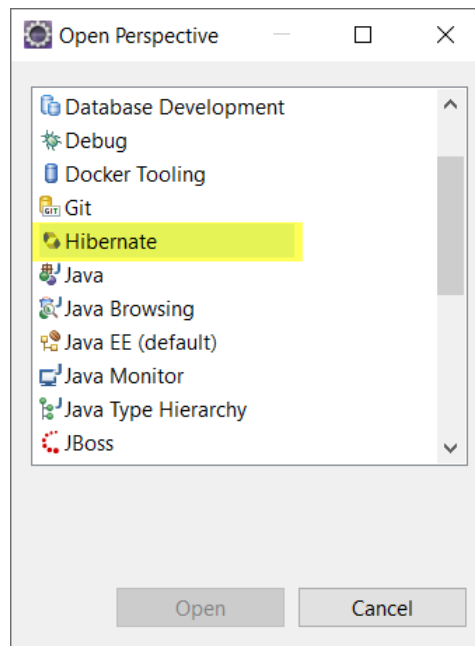 Open Perspective
Database Development
Debug
Docker Tooling
GIT Git
Hibernate
Java
Java Browsing
Java EE (default)
Java Monitor
Java Type Hierarchy
JBoss
Open Cancel